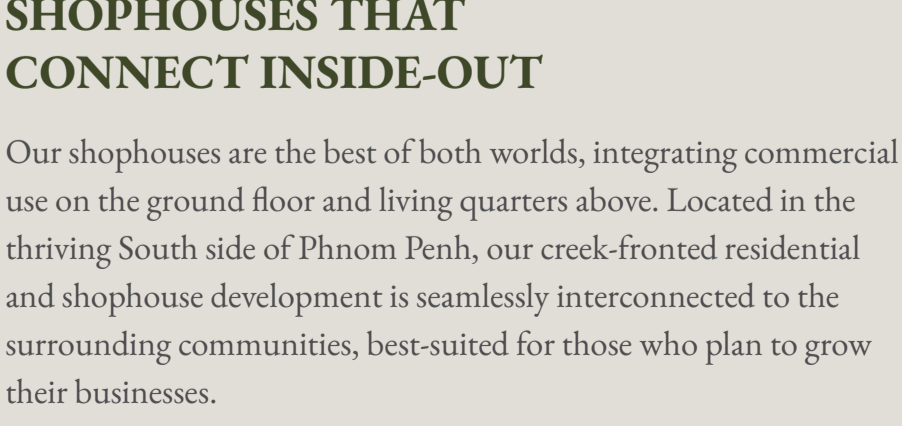 SHOPHOUSES THAT
CONNECT INSIDE-OUT
Our shophouses are the best of both worlds, integrating commercial
use on the ground floor and living quarters above. Located in the
thriving South side of Phnom Penh, our creek-fronted residential
and shophouse development is seamlessly interconnected to the
surrounding communities, best-suited for those who plan to grow
their businesses.